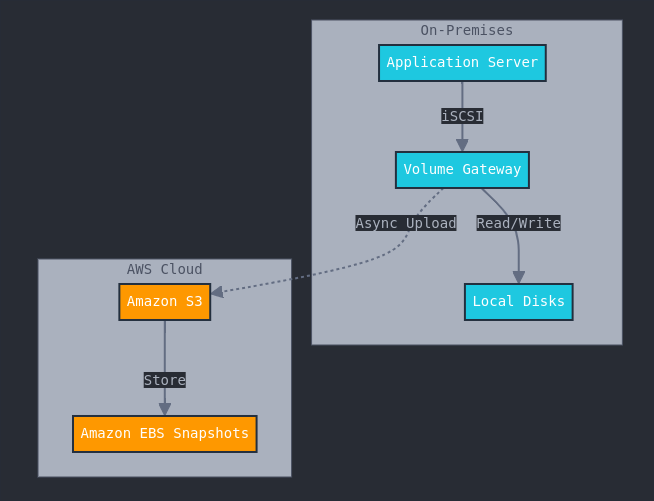 On-Premises
Application Server
iSCSI
Volume Gateway
Async Upload
Read/Write
AWS Cloud
Amazon S3
Local Disks
Store
Amazon EBS Snapshots